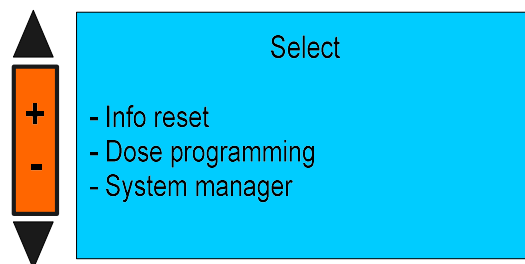 Select
+
- Info reset
- Dose programming
-
- System manager